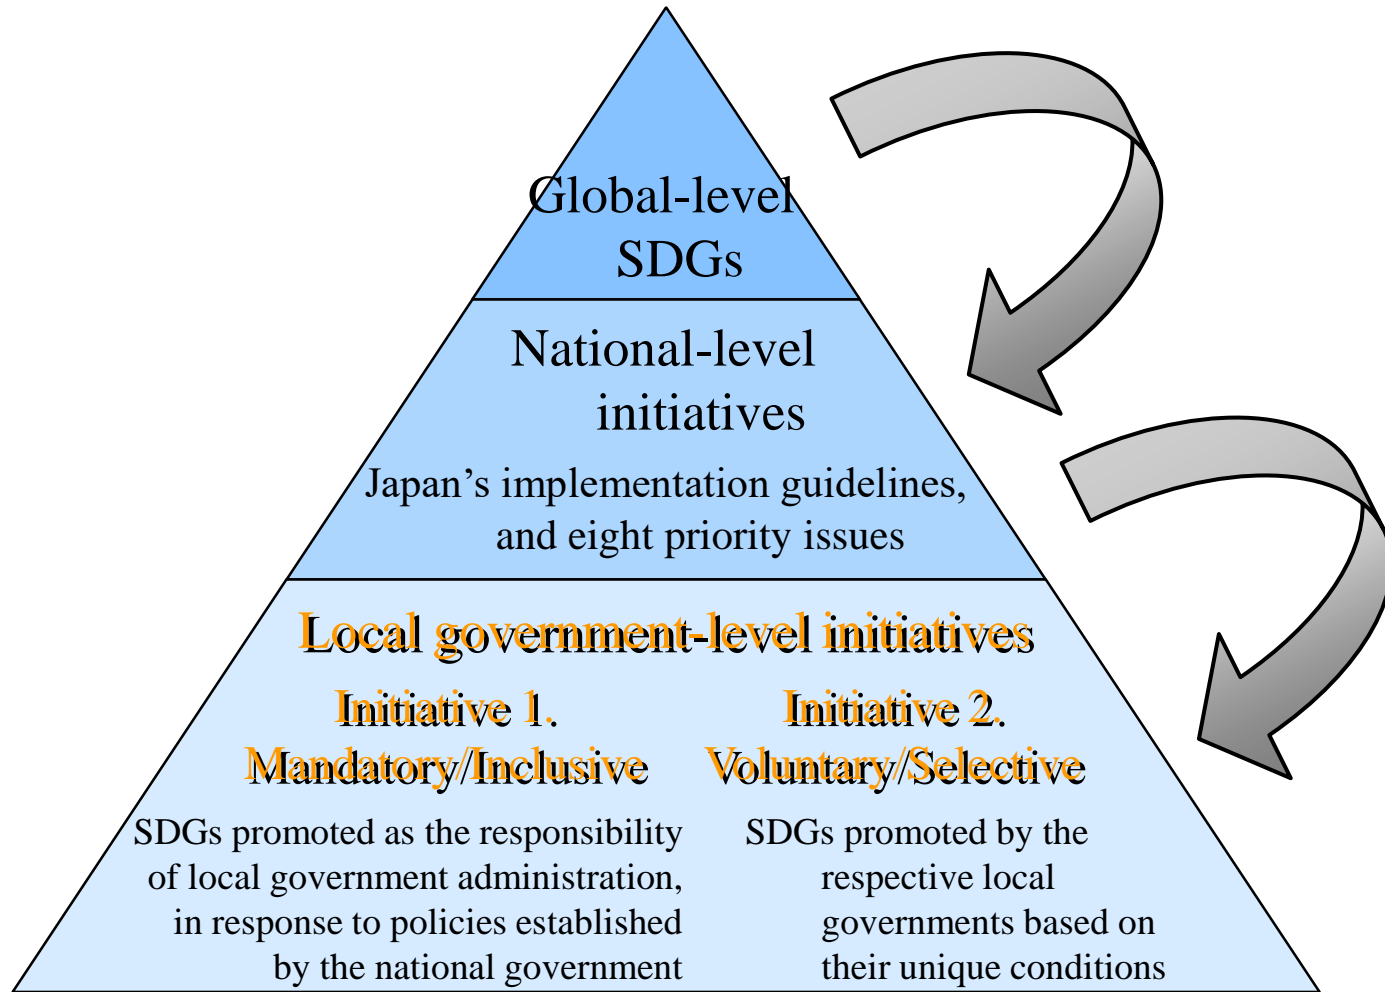 Global-level
SDGs
National-level
initiatives
Japan’s implementation guidelines,
and eight priority issues
Local government-level initiatives
Initiative 1.
Mandatory/Inclusive
SDGs promoted as the responsibility
of local government administration,
in response to policies established
by the national government
Initiative 2.
Voluntary/Selective
SDGs promoted by the
respective local
governments based on
their unique conditions